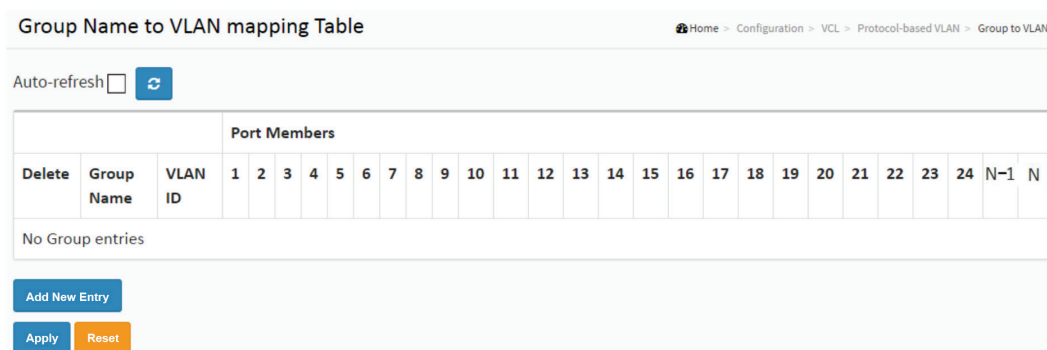 Group Name to VLAN mapping Table
Home > Configuration > VCL > Protocol-based VLAN > Group to VLAN
Auto-refresh
Port Members
Delete Group Name VLAN ID 1 2 3 4 5 6 7 8 9 10 11 12 13 14 15 16 17 18 19 20 21 22 23 24 N-1 N
No Group entries
Add New Entry
Apply Reset